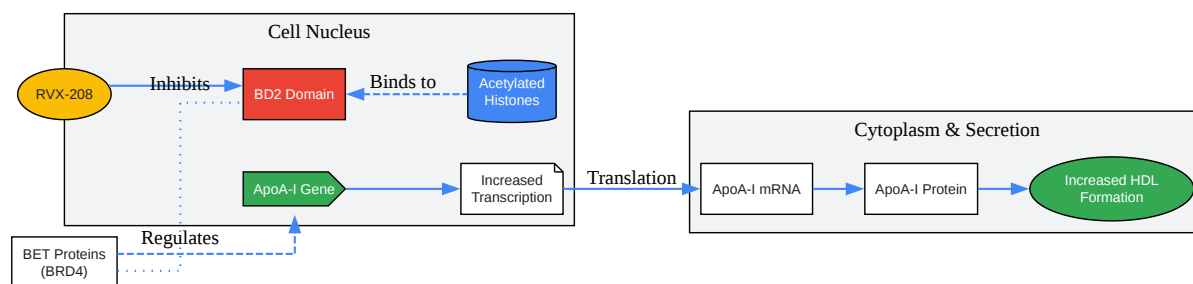 Cell Nucleus
RVX-208
Inhibits
BD2 Domain
Binds to
Acetylated
Histones
ApoA-I Gene
Increased
Transcription
Translation
Cytoplasm & Secretion
ApoA-I mRNA
ApoA-I Protein
Increased HDL
Formation
Regulates
BET Proteins
(BRD4)